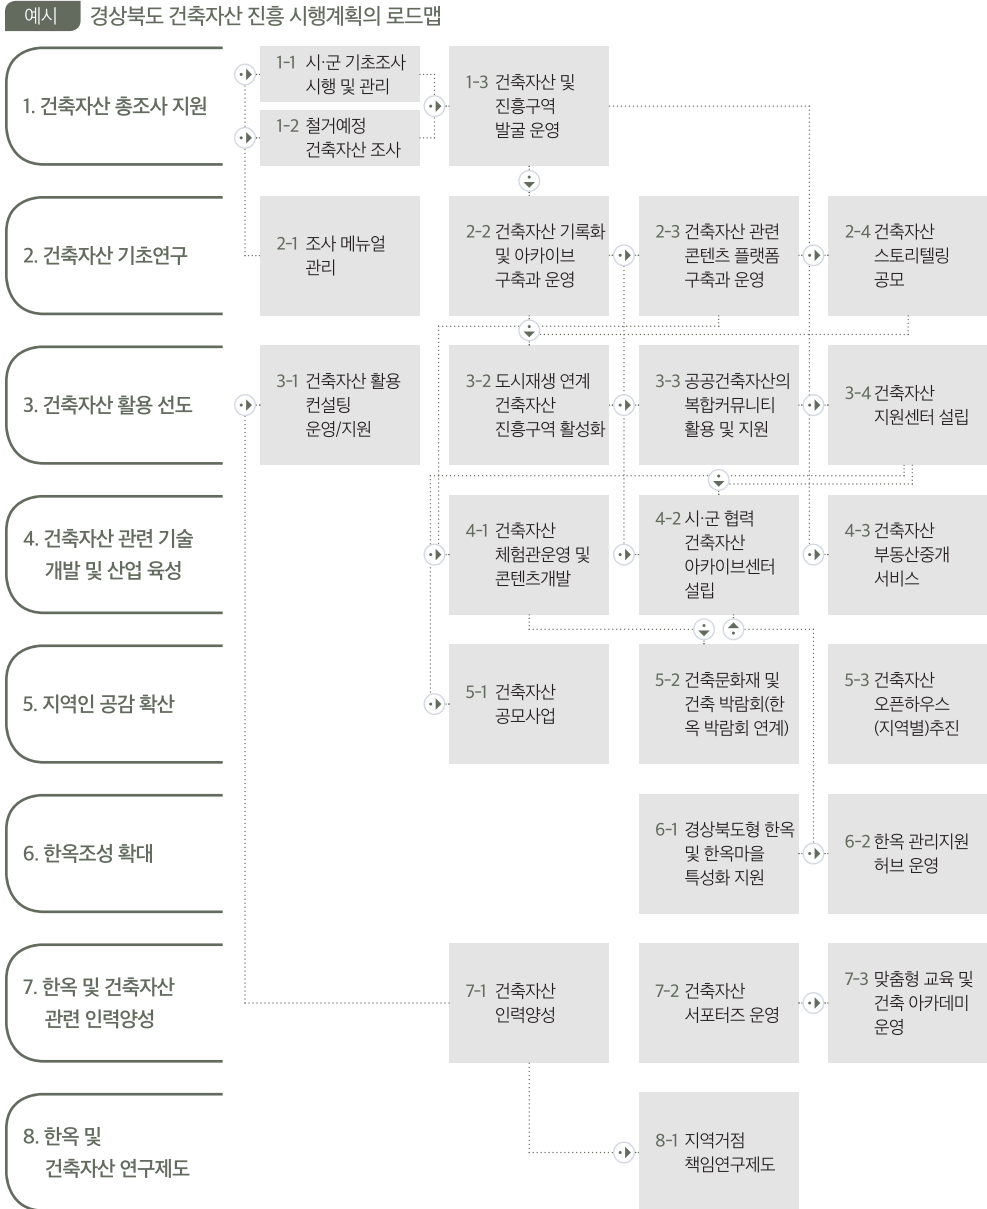 예시 경상북도 건축자산 진흥 시행계획의 로드맵
1. 건축자산 총조사 지원
1-1 시·군 기초조사
시행 및 관리
1-2 철거예정
건축자산 조사
1-3 건축자산 및
진흥구역
발굴 운영
2. 건축자산 기초연구
2-1 조사 메뉴얼
관리
2-2 건축자산 기록화
및 아카이브
구축과 운영
2-3 건축자산 관련
콘텐츠 플랫폼
구축과 운영
2-4 건축자산
스토리텔링
공모
3. 건축자산 활용 선도
3-1 건축자산 활용
컨설팅
운영/지원
3-2 도시재생 연계
건축자산
진흥구역 활성화
3-3 공공건축자산의
복합커뮤니티
활용 및 지원
3-4 건축자산
지원센터 설립
4. 건축자산 관련 기술
개발 및 산업 육성
4-1 건축자산
체험관운영 및
콘텐츠개발
4-2 시·군 협력
건축자산
아카이브센터
설립
4-3 건축자산
부동산중개
서비스
5. 지역인 공감 확산
5-1 건축자산
공모사업
5-2 건축문화재 및
건축 박람회(한
옥 박람회 연계)
5-3 건축자산
오픈하우스
(지역별)추진
6. 한옥조성 확대
6-1 경상북도형 한옥
및 한옥마을
특성화 지원
6-2 한옥 관리지원
허브 운영
7. 한옥 및 건축자산
관련 인력양성
7-1 건축자산
인력양성
7-2 건축자산
서포터즈 운영
7-3 맞춤형 교육 및
건축 아카데미
운영
8. 한옥 및
건축자산 연구제도
8-1 지역거점
책임연구제도